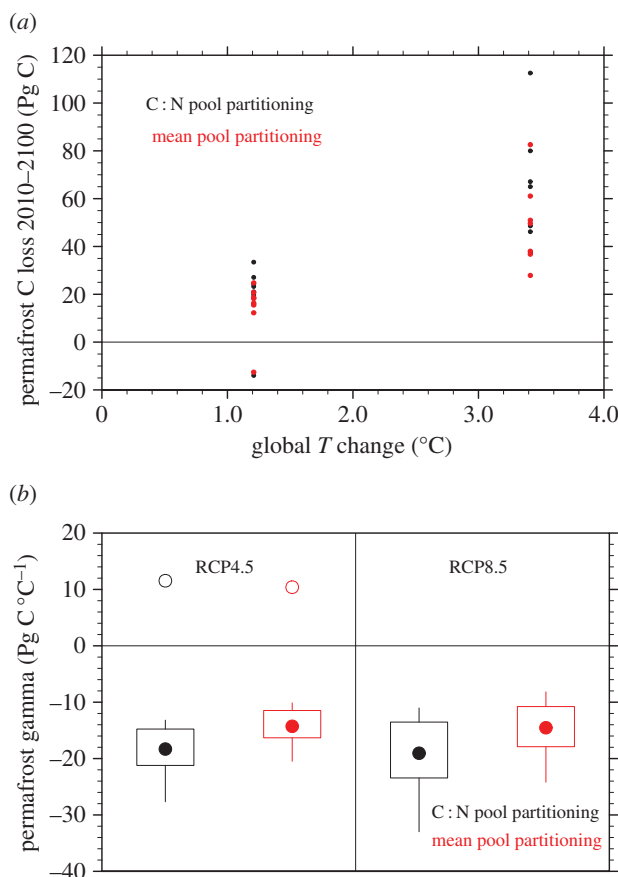 (a)
permafrost C loss 2010–2100 (Pg C)
120
100
80
60
40
20
0
–20
C : N pool partitioning
mean pool partitioning
0
1.0
2.0
3.0
4.0
global T change (°C)
(b)
permafrost gamma (Pg C °C⁻¹)
20
10
0
–10
–20
–30
–40
RCP4.5
RCP8.5
C : N pool partitioning
mean pool partitioning